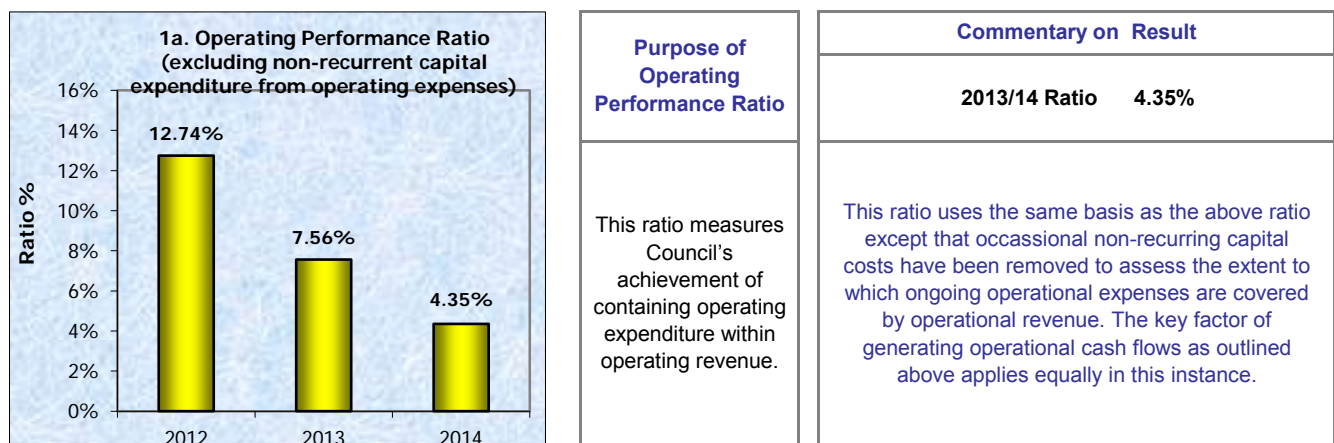 1a. Operating Performance Ratio
(excluding non-recurrent capital
expenditure from operating expenses)
16%
14%
12%
10%
8%
6%
4%
2%
0%
Ratio %
12.74%
7.56%
4.35%
2012
2013
2014
Purpose of
Operating
Performance Ratio
This ratio measures
Council's
achievement of
containing operating
expenditure within
operating revenue.
Commentary on Result
2013/14 Ratio 4.35%
This ratio uses the same basis as the above ratio
except that occassional non-recurring capital
costs have been removed to assess the extent to
which ongoing operational expenses are covered
by operational revenue. The key factor of
generating operational cash flows as outlined
above applies equally in this instance.